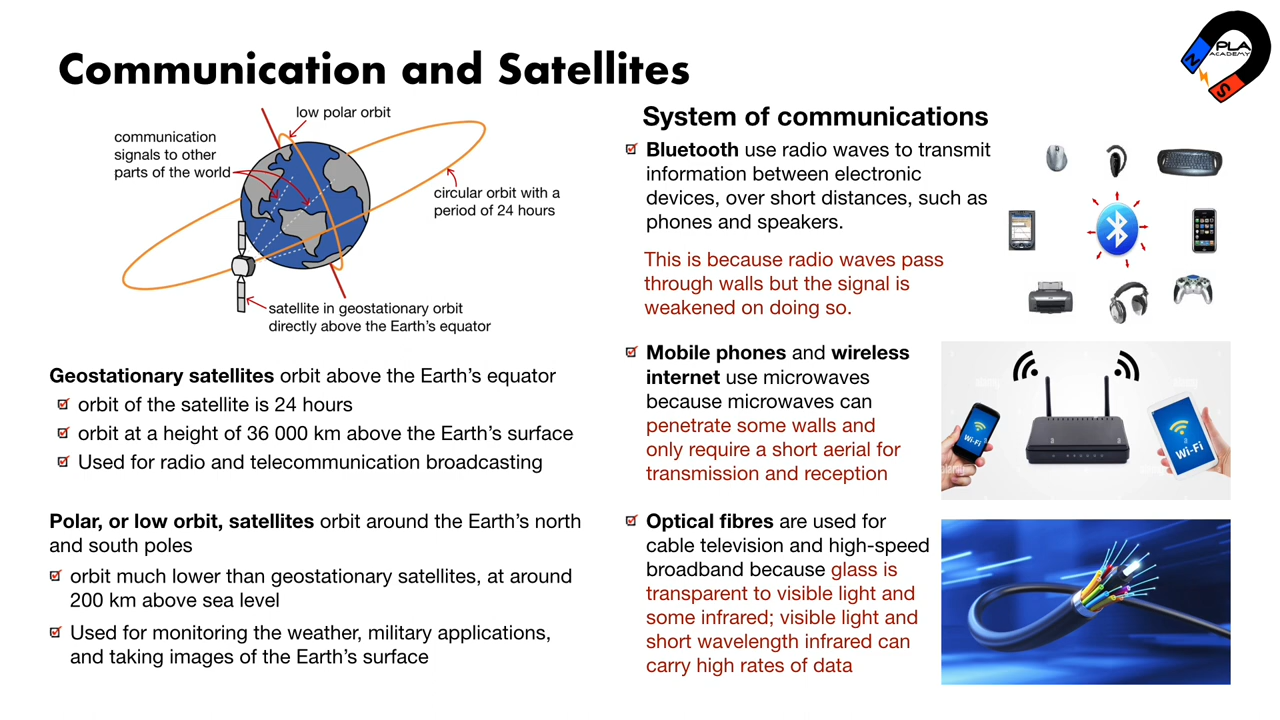 Communication and Satellites
N
PLA
ACADEMY
S
low polar orbit
communication
signals to other
parts of the world
circular orbit with a
period of 24 hours
satellite in geostationary orbit
directly above the Earth's equator
Geostationary satellites orbit above the Earth's equator
orbit of the satellite is 24 hours
orbit at a height of 36 000 km above the Earth's surface
Used for radio and telecommunication broadcasting
Polar, or low orbit, satellites orbit around the Earth's north
and south poles
orbit much lower than geostationary satellites, at around
200 km above sea level
Used for monitoring the weather, military applications,
and taking images of the Earth's surface
System of communications
Bluetooth use radio waves to transmit
information between electronic
devices, over short distances, such as
phones and speakers.
This is because radio waves pass
through walls but the signal is
weakened on doing so.
Mobile phones and wireless
internet use microwaves
because microwaves can
penetrate some walls and
only require a short aerial for
transmission and reception
Wi-Fi
Wi-Fi
Optical fibres are used for
cable television and high-speed
broadband because glass is
transparent to visible light and
some infrared; visible light and
short wavelength infrared can
carry high rates of data